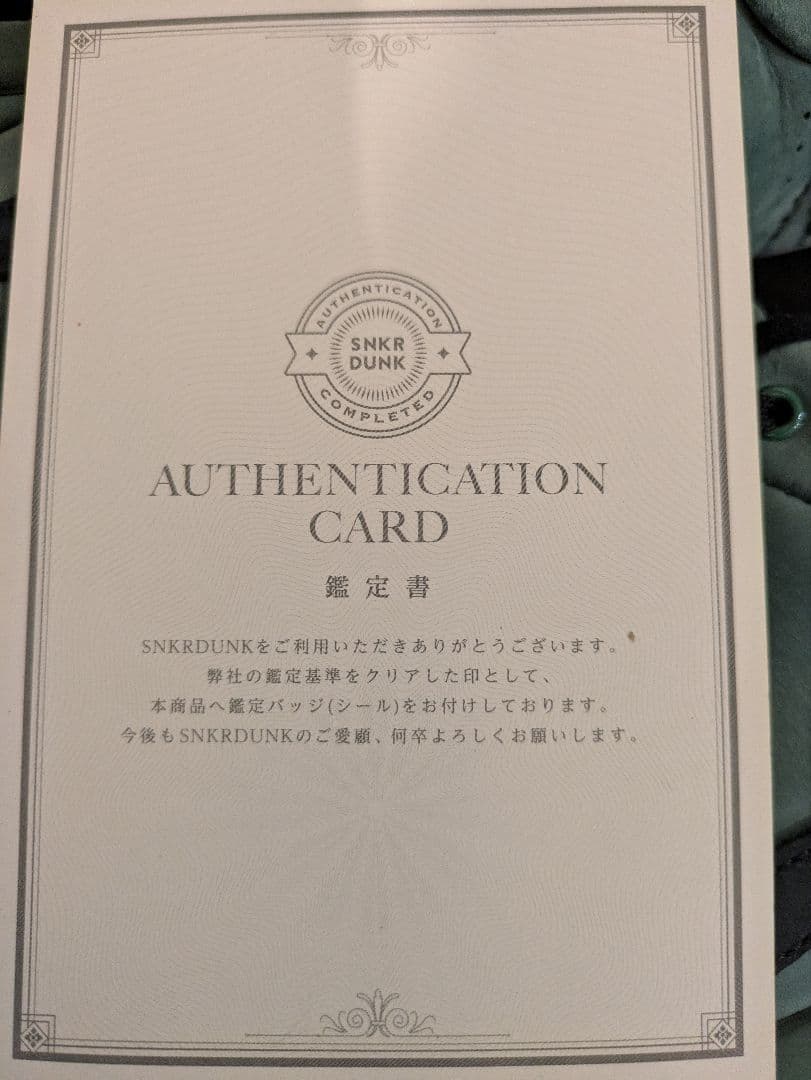 AUTHENTICATION
SNKR
DUNK
COMPLETED
AUTHENTICATION
CARD
鑑定書
SNKRDUNKをご利用いただきありがとうございます。
弊社の鑑定基準をクリアした印として、
本商品へ鑑定バッジ(シール)をお付けしております。
今後もSNKRDUNKのご愛顧、何卒よろしくお願いします。